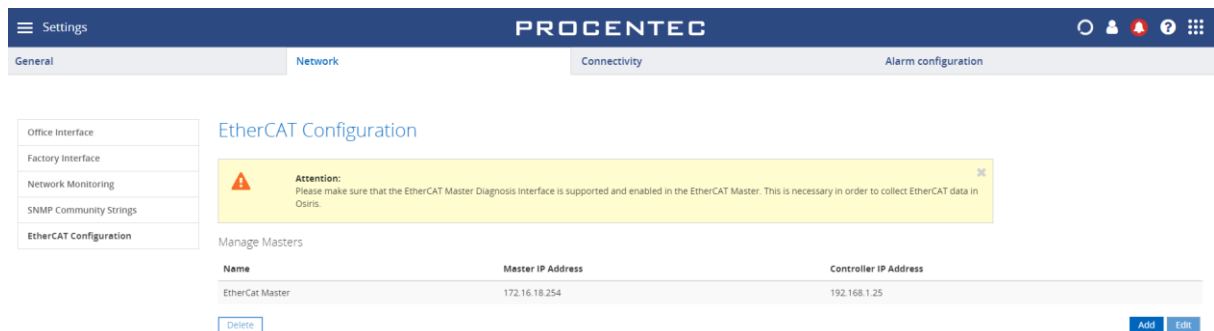 Settings
PROCENTEC
General
Network
Connectivity
Alarm configuration
Office Interface
Factory Interface
Network Monitoring
SNMP Community Strings
EtherCAT Configuration
EtherCAT Configuration
Attention:
Please make sure that the EtherCAT Master Diagnosis Interface is supported and enabled in the EtherCAT Master. This is necessary in order to collect EtherCAT data in
Osiris.
Manage Masters
Name Master IP Address Controller IP Address
EtherCat Master 172.16.18.254 192.168.1.25
Delete Add Edit